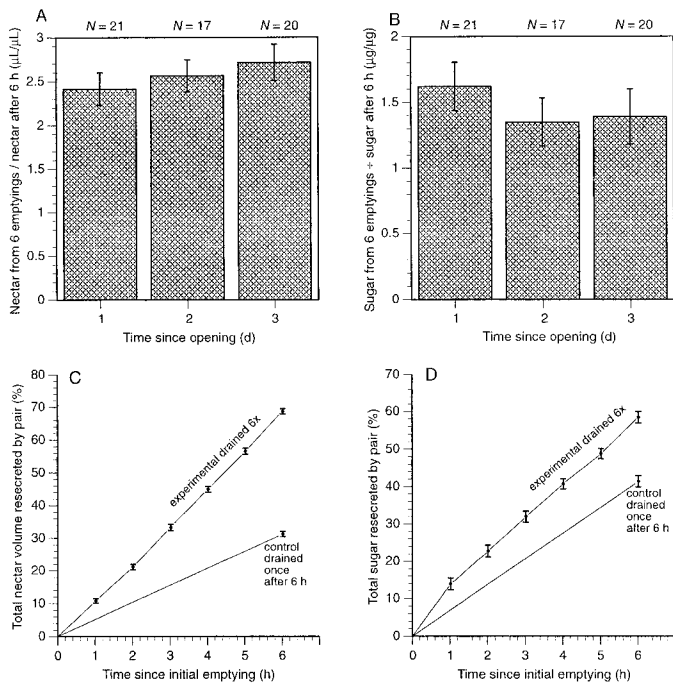 A
N = 21
N = 17
N = 20
Nectar from 6 emptyings / nectar after 6 h (μL/μL)
3
2.5
2
1.5
1
0.5
0
1
2
3
Time since opening (d)
B
N = 21
N = 17
N = 20
Sugar from 6 emptyings ÷ sugar after 6 h (μg/μg)
2
1.5
1
0.5
0
1
2
3
Time since opening (d)
C
Total nectar volume resecreted by pair (%)
80
70
60
50
40
30
20
10
0
experimental drained 6x
control
drained
once
after 6 h
0
1
2
3
4
5
6
Time since initial emptying (h)
D
Total sugar resecreted by pair (%)
70
60
50
40
30
20
10
0
experimental drained 6x
control
drained
once
after 6 h
0
1
2
3
4
5
6
Time since initial emptying (h)